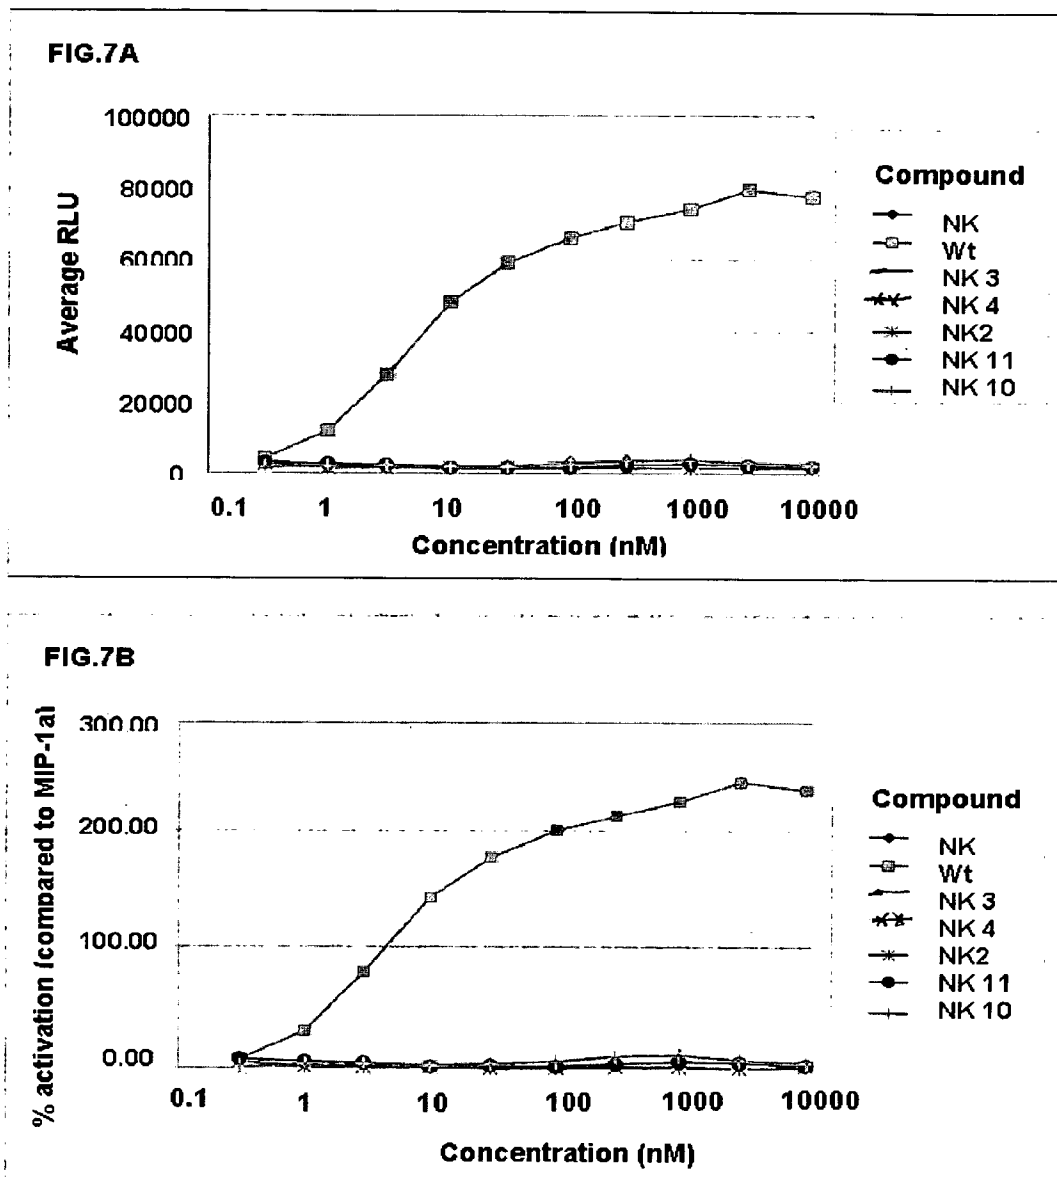 FIG.7A
100000
80000
60000
40000
20000
0
Average RLU
0.1 1 10 100 1000 10000
Concentration (nM)
Compound
NK
Wt
NK 3
NK 4
NK2
NK 11
NK 10
FIG.7B
300.00
200.00
100.00
0.00
% activation (compared to MIP-1a)
0.1 1 10 100 1000 10000
Concentration (nM)
Compound
NK
Wt
NK 3
NK 4
NK2
NK 11
NK 10